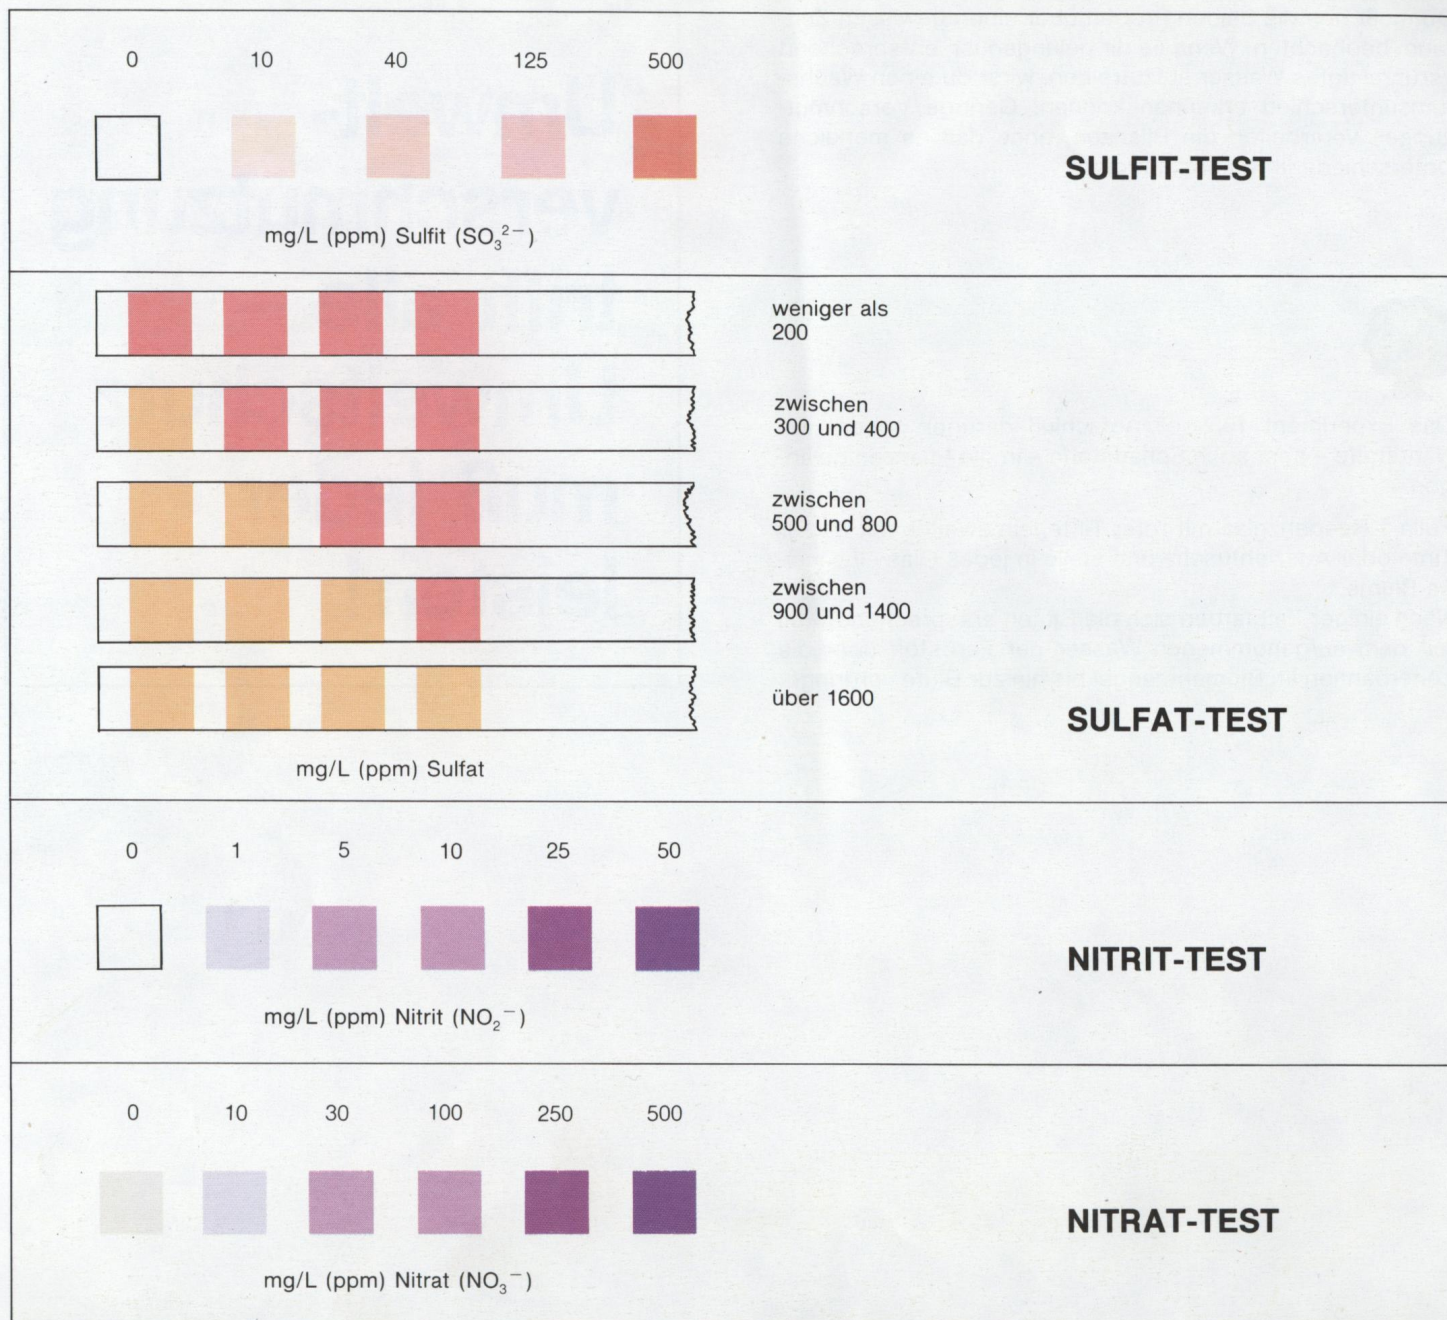 0 10 40 125 500
SULFIT-TEST
mg/L (ppm) Sulfit (SO₃²⁻)
weniger als
200
zwischen
300 und 400
zwischen
500 und 800
zwischen
900 und 1400
über 1600
SULFAT-TEST
mg/L (ppm) Sulfat
0 1 5 10 25 50
NITRIT-TEST
mg/L (ppm) Nitrit (NO₂⁻)
0 10 30 100 250 500
NITRAT-TEST
mg/L (ppm) Nitrat (NO₃⁻)